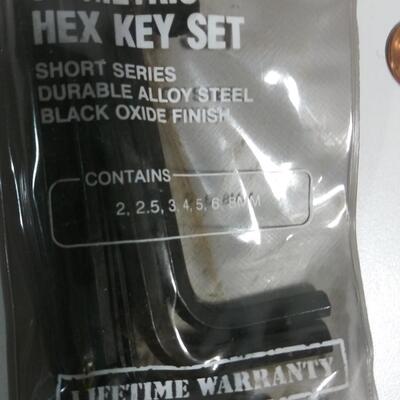 HEX KEY SET
SHORT SERIES
DURABLE ALLOY STEEL
BLACK OXIDE FINISH
CONTAINS
2, 2.5, 3, 4, 5, 6, 8MM
LIFETIME WARRANTY